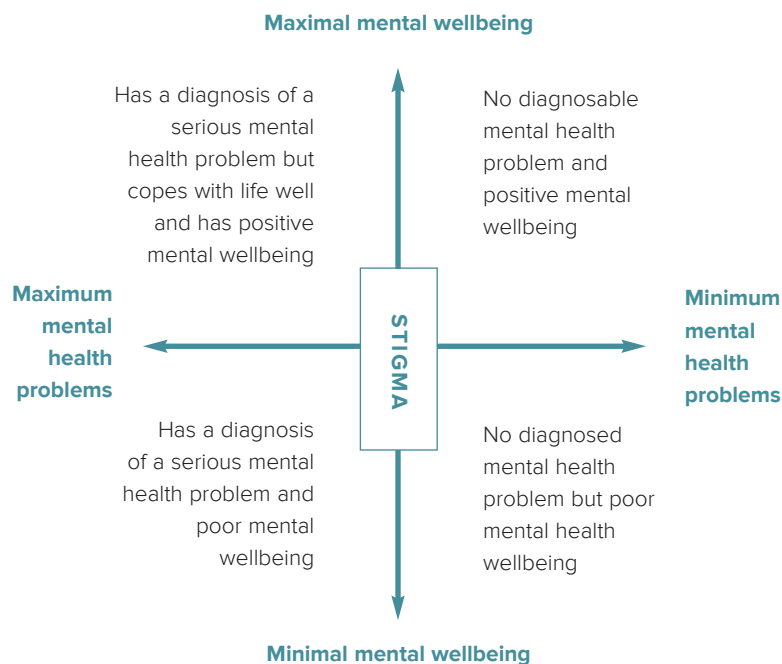 Maximal mental wellbeing
Has a diagnosis of a
serious mental
health problem but
copes with life well
and has positive
mental wellbeing
No diagnosable
mental health
problem and
positive mental
wellbeing
Maximum
mental
health
problems
STIGMA
Minimum
mental
health
problems
Has a diagnosis
of a serious mental
health problem and
poor mental
wellbeing
No diagnosed
mental health
problem but poor
mental health
wellbeing
Minimal mental wellbeing